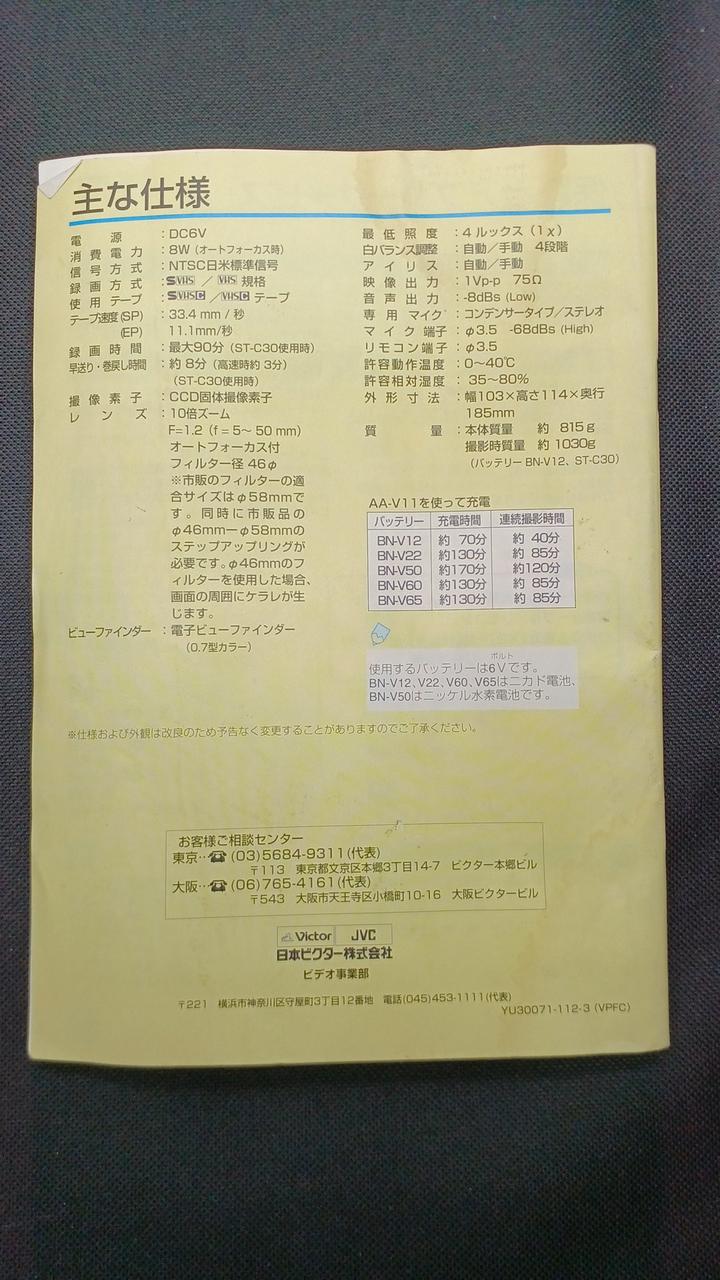 主な仕様
電源：DC6V
消費電力：8W（オートフォーカス時）
信号方式：NTSC日米標準信号
録画方式：SVHS／VHS 規格
使用テープ：SVHSC／VHSC テープ
テープ速度(SP)：33.4 mm / 秒
(EP) 11.1mm/秒
録画時間：最大90分（ST-C30使用時）
早送り・巻戻し時間：約 8分（高速時約 3分）
（ST-C30使用時）
撮像素子：CCD固体撮像素子
レンズ：10倍ズーム
F=1.2（f = 5～ 50 mm）
オートフォーカス付
フィルター径 46φ
※市販のフィルターの適
合サイズはφ58mmで
す。同時に市販品の
φ46mmーφ58mmの
ステップアップリングが
必要です。φ46mmのフ
ィルターを使用した場合、
画面の周囲にケラレが生
じます。
ビューファインダー：電子ビューファインダー
（0.7型カラー）
最低照度：4 ルックス（1χ）
白バランス調整：自動／手動 4段階
アイリス：自動／手動
映像出力：1Vp-p 75Ω
音声出力：-8dBs (Low)
専用マイク：コンデンサータイプ／ステレオ
マイク端子：φ3.5 -68dBs (High)
リモコン端子：φ3.5
許容動作温度：0～40℃
許容相対湿度：35～80%
外形寸法：幅103×高さ114×奥行
185mm
質量：本体質量 約 815g
撮影時質量 約 1030g
（バッテリー BN-V12、ST-C30）
AA-V11を使って充電
バッテリー 充電時間 連続撮影時間
BN-V12 約 70分 約 40分
BN-V22 約130分 約 85分
BN-V50 約170分 約120分
BN-V60 約130分 約 85分
BN-V65 約130分 約 85分
ボルト
使用するバッテリーは6Vです。
BN-V12、V22、V60、V65はニカド電池、
BN-V50はニッケル水素電池です。
※仕様および外観は改良のため予告なく変更することがありますのでご了承ください。
お客様ご相談センター
東京‥☎(03)5684-9311(代表)
〒113 東京都文京区本郷3丁目14-7 ビクター本郷ビル
大阪‥☎(06)765-4161(代表)
〒543 大阪市天王寺区小橋町10-16 大阪ビクタービル
Victor JVC
日本ビクター株式会社
ビデオ事業部
〒221 横浜市神奈川区守屋町3丁目12番地 電話(045)453-1111(代表)
YU30071-112-3 (VPFC)